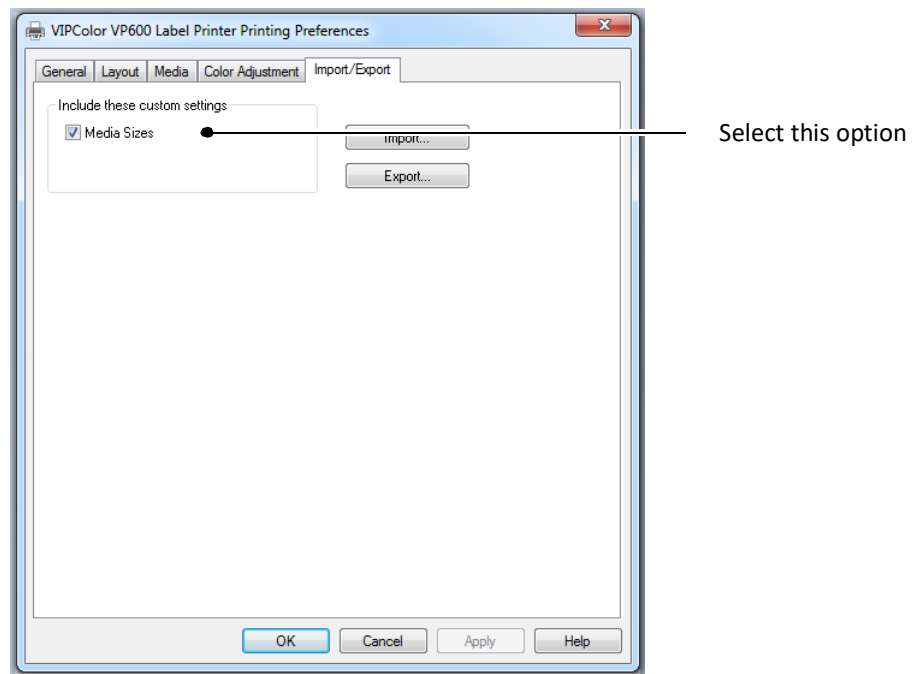 VIPColor VP600 Label Printer Printing Preferences
General Layout Media Color Adjustment Import/Export
Include these custom settings
Media Sizes
Import...
Select this option
Export...
OK Cancel Apply Help